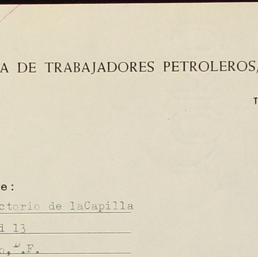 A DE TRABAJADORES PETROLEROS,
T
e:
ctorio de laCapilla
d 13
o, D.F.